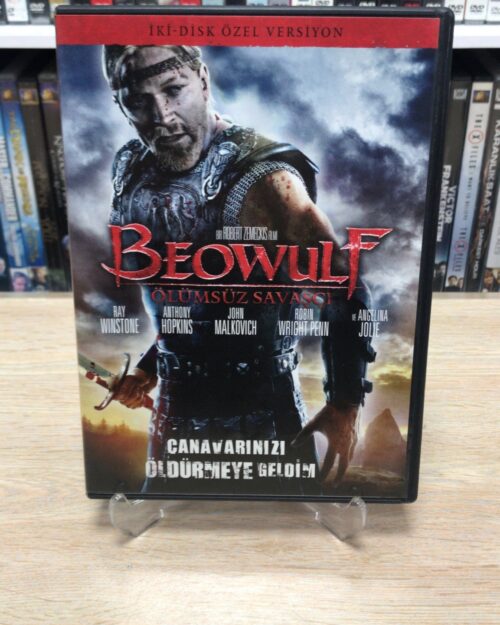 İKİ-DİSK ÖZEL VERSİYON
BİR ROBERT ZEMECKIS FİLMİ
BEOWULF
ÖLÜMSÜZ SAVAŞÇI
RAY WINSTONE
ANTHONY HOPKINS
JOHN MALKOVICH
ROBIN WRIGHT PENN
VE ANGELINA JOLIE
CANAVARINIZI
ÖLDÜRMEYE GELDİM
VICTOR